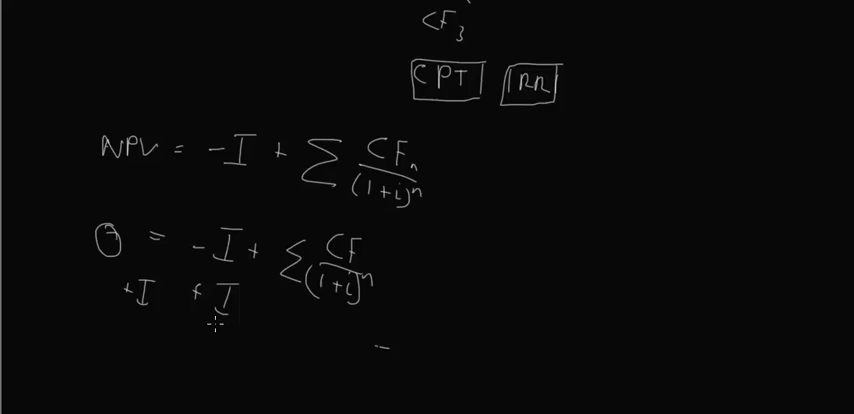 CF₃
CPT IRR
NPV = -I + ∑ CFₙ/(1+i)ⁿ
0 = -I + ∑ CF/(1+i)ⁿ
+I +I